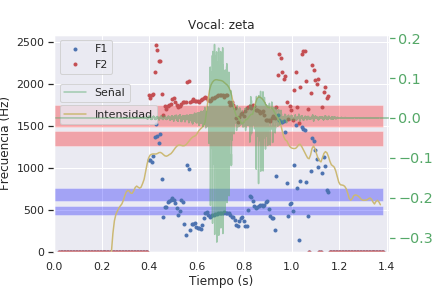 Vocal: zeta
F1
F2
Señal
Intensidad
Frecuencia (Hz)
2500
2000
1500
1000
500
0
0.2
0.1
0.0
−0.1
−0.2
−0.3
0.0 0.2 0.4 0.6 0.8 1.0 1.2 1.4
Tiempo (s)